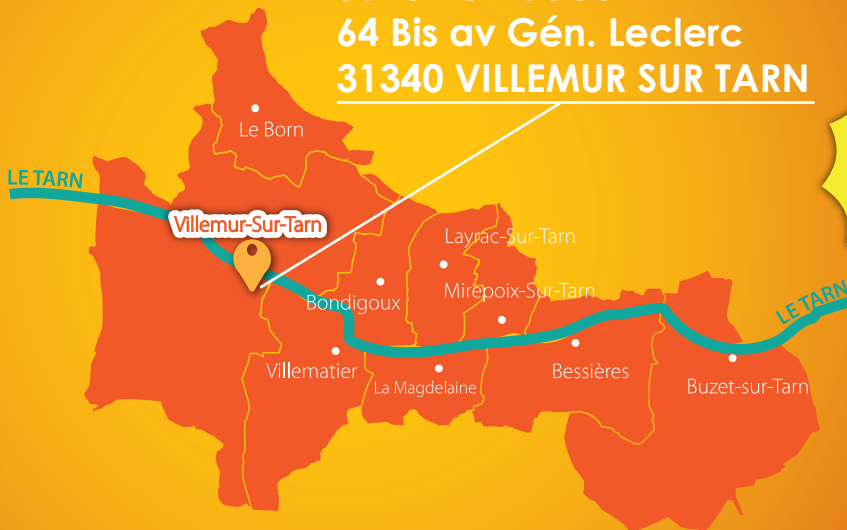 64 Bis av Gén. Leclerc
31340 VILLEMUR SUR TARN
Le Born
LE TARN
Villemur-Sur-Tarn
Layrac-Sur-Tarn
Bondigoux
Mirepoix-Sur-Tarn
LE TARN
Villematier
La Magdelaine
Bessières
Buzet-sur-Tarn